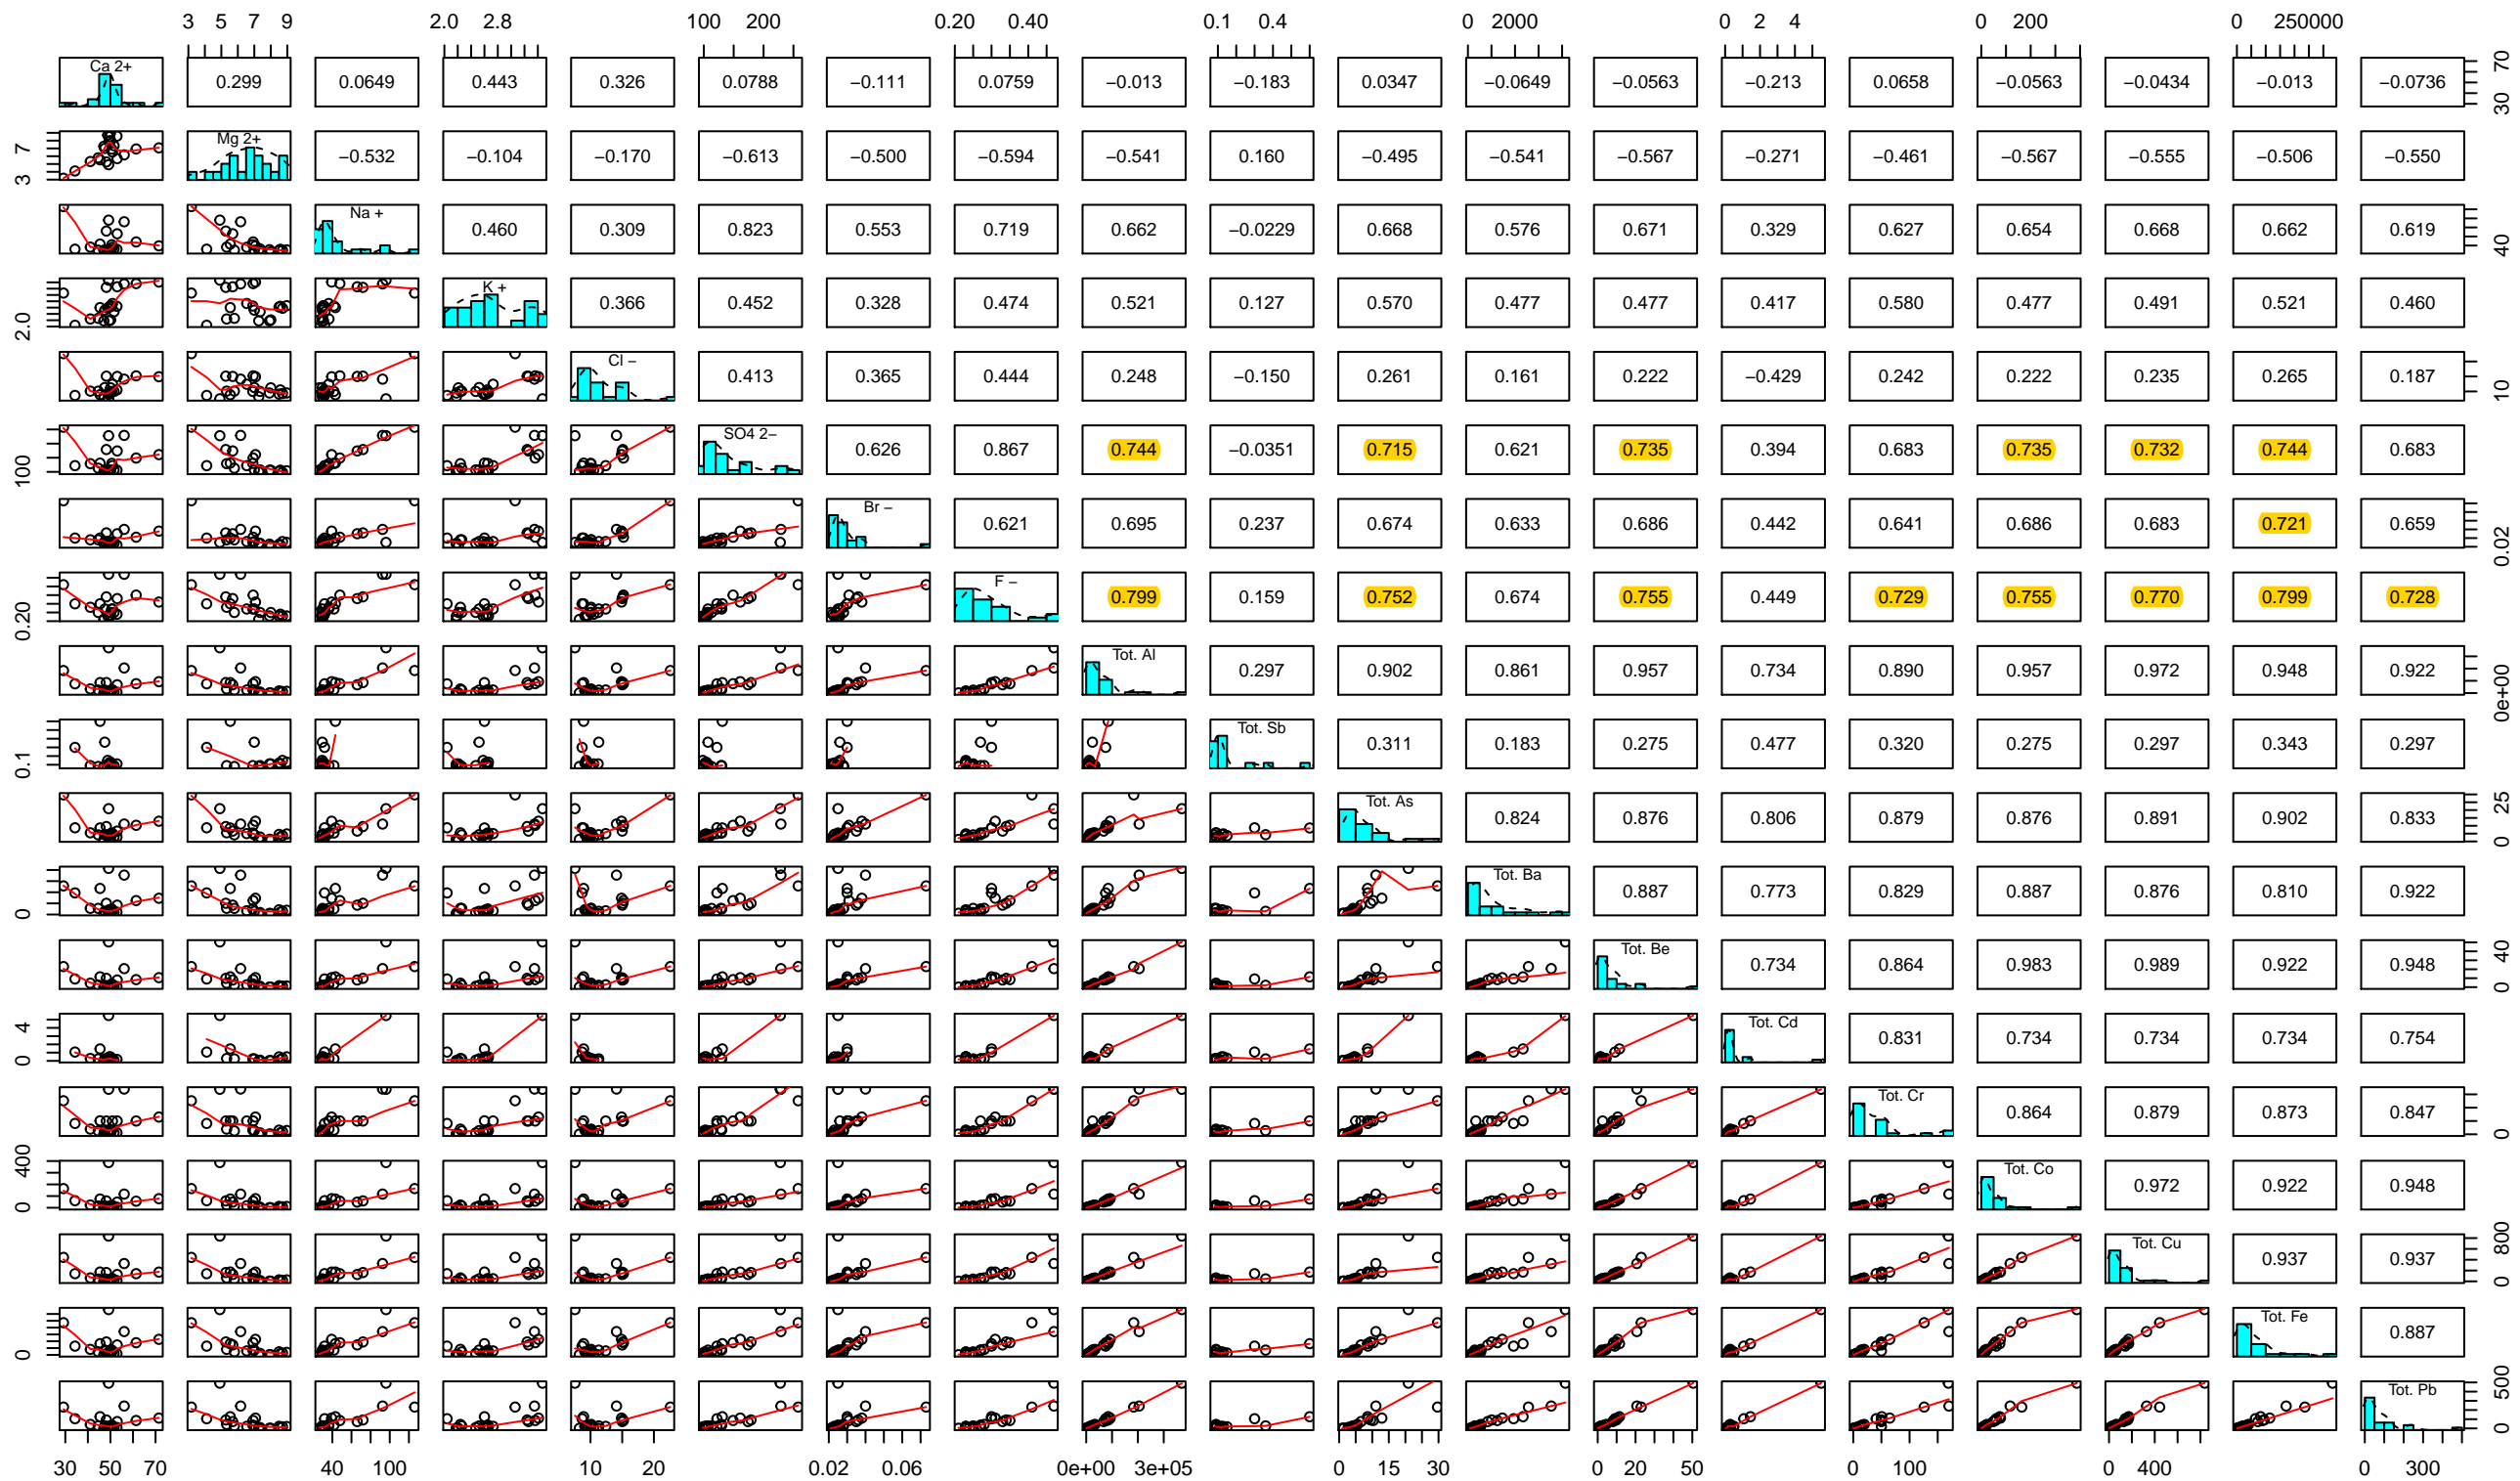 3 5 7 9 2.0 2.8 100 200 0.20 0.40 0.1 0.4 0 2000 0 2 4 0 200 0 250000
Ca 2+ 0.299 0.0649 0.443 0.326 0.0788 −0.111 0.0759 −0.013 −0.183 0.0347 −0.0649 −0.0563 −0.213 0.0658 −0.0563 −0.0434 −0.013 −0.0736 30 70
3 7 Mg 2+ −0.532 −0.104 −0.170 −0.613 −0.500 −0.594 −0.541 0.160 −0.495 −0.541 −0.567 −0.271 −0.461 −0.567 −0.555 −0.506 −0.550
Na + 0.460 0.309 0.823 0.553 0.719 0.662 −0.0229 0.668 0.576 0.671 0.329 0.627 0.654 0.668 0.662 0.619 40
2.0 K + 0.366 0.452 0.328 0.474 0.521 0.127 0.570 0.477 0.477 0.417 0.580 0.477 0.491 0.521 0.460
Cl − 0.413 0.365 0.444 0.248 −0.150 0.261 0.161 0.222 −0.429 0.242 0.222 0.235 0.265 0.187 10
100 SO4 2− 0.626 0.867 0.744 −0.0351 0.715 0.621 0.735 0.394 0.683 0.735 0.732 0.744 0.683
Br − 0.621 0.695 0.237 0.674 0.633 0.686 0.442 0.641 0.686 0.683 0.721 0.659 0.02
0.20 F − 0.799 0.159 0.752 0.674 0.755 0.449 0.729 0.755 0.770 0.799 0.728
Tot. Al 0.297 0.902 0.861 0.957 0.734 0.890 0.957 0.972 0.948 0.922 0e+00
0.1 Tot. Sb 0.311 0.183 0.275 0.477 0.320 0.275 0.297 0.343 0.297
Tot. As 0.824 0.876 0.806 0.879 0.876 0.891 0.902 0.833 0 25
0 Tot. Ba 0.887 0.773 0.829 0.887 0.876 0.810 0.922
Tot. Be 0.734 0.864 0.983 0.989 0.922 0.948 0 40
0 4 Tot. Cd 0.831 0.734 0.734 0.734 0.754
Tot. Cr 0.864 0.879 0.873 0.847 0
0 400 Tot. Co 0.972 0.922 0.948
Tot. Cu 0.937 0.937 0 800
0 Tot. Fe 0.887
Tot. Pb 0 500
30 50 70 40 100 10 20 0.02 0.06 0e+00 3e+05 0 15 30 0 20 50 0 100 0 400 0 300